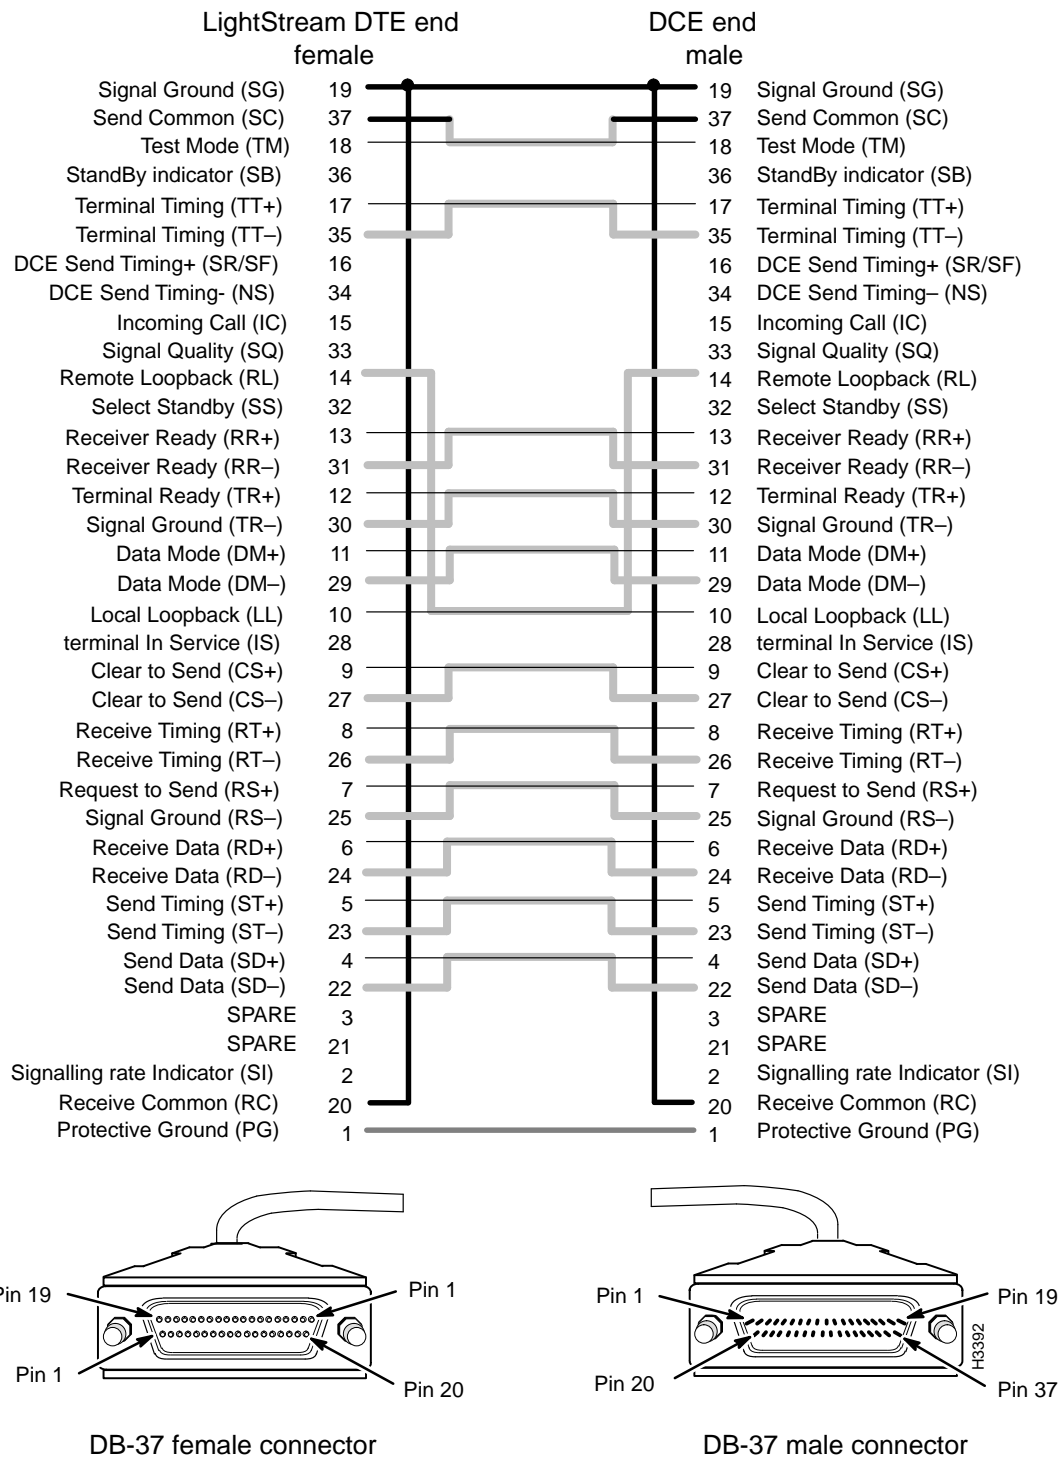 LightStream DTE end DCE end
female male
Signal Ground (SG) 19 19 Signal Ground (SG)
Send Common (SC) 37 37 Send Common (SC)
Test Mode (TM) 18 18 Test Mode (TM)
StandBy indicator (SB) 36 36 StandBy indicator (SB)
Terminal Timing (TT+) 17 17 Terminal Timing (TT+)
Terminal Timing (TT–) 35 35 Terminal Timing (TT–)
DCE Send Timing+ (SR/SF) 16 16 DCE Send Timing+ (SR/SF)
DCE Send Timing- (NS) 34 34 DCE Send Timing– (NS)
Incoming Call (IC) 15 15 Incoming Call (IC)
Signal Quality (SQ) 33 33 Signal Quality (SQ)
Remote Loopback (RL) 14 14 Remote Loopback (RL)
Select Standby (SS) 32 32 Select Standby (SS)
Receiver Ready (RR+) 13 13 Receiver Ready (RR+)
Receiver Ready (RR–) 31 31 Receiver Ready (RR–)
Terminal Ready (TR+) 12 12 Terminal Ready (TR+)
Signal Ground (TR–) 30 30 Signal Ground (TR–)
Data Mode (DM+) 11 11 Data Mode (DM+)
Data Mode (DM–) 29 29 Data Mode (DM–)
Local Loopback (LL) 10 10 Local Loopback (LL)
terminal In Service (IS) 28 28 terminal In Service (IS)
Clear to Send (CS+) 9 9 Clear to Send (CS+)
Clear to Send (CS–) 27 27 Clear to Send (CS–)
Receive Timing (RT+) 8 8 Receive Timing (RT+)
Receive Timing (RT–) 26 26 Receive Timing (RT–)
Request to Send (RS+) 7 7 Request to Send (RS+)
Signal Ground (RS–) 25 25 Signal Ground (RS–)
Receive Data (RD+) 6 6 Receive Data (RD+)
Receive Data (RD–) 24 24 Receive Data (RD–)
Send Timing (ST+) 5 5 Send Timing (ST+)
Send Timing (ST–) 23 23 Send Timing (ST–)
Send Data (SD+) 4 4 Send Data (SD+)
Send Data (SD–) 22 22 Send Data (SD–)
SPARE 3 3 SPARE
SPARE 21 21 SPARE
Signalling rate Indicator (SI) 2 2 Signalling rate Indicator (SI)
Receive Common (RC) 20 20 Receive Common (RC)
Protective Ground (PG) 1 1 Protective Ground (PG)
Pin 19 Pin 1 Pin 1 Pin 19
H3392
Pin 1 Pin 20 Pin 20 Pin 37
DB-37 female connector DB-37 male connector